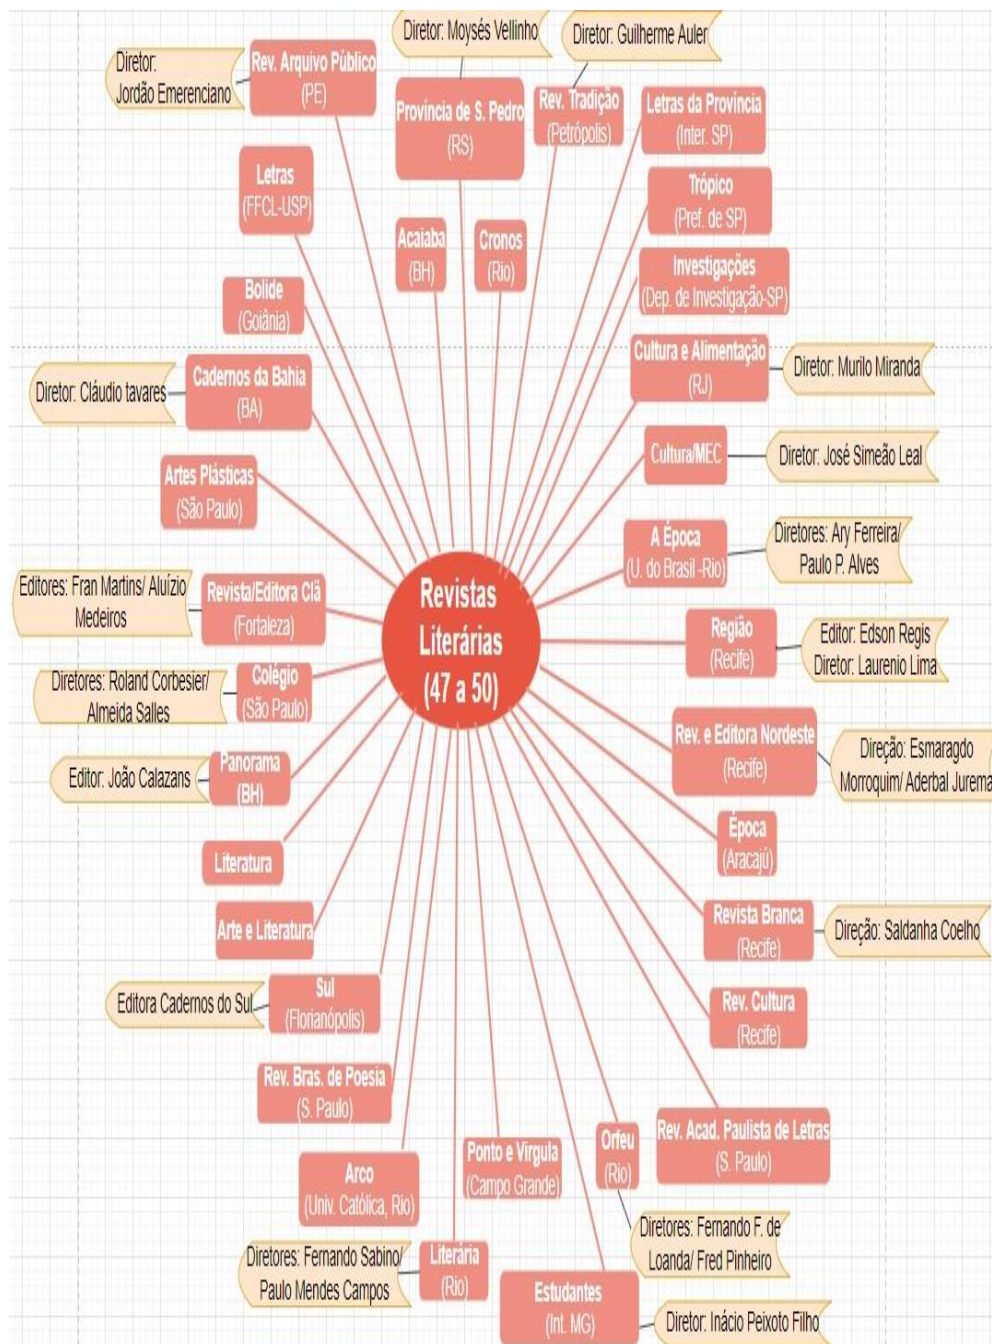 Diretor: Moysés Vellinho
Diretor: Guilherme Auler
Diretor:
Jordão Emerenciano
Rev. Arquivo Público
(PE)
Provincia de S. Pedro
(RS)
Rev. Tradição
(Petrópolis)
Letras da Província
(Inter. SP)
Letras
(FFCL-USP)
Trópico
(Pref. de SP)
Acaiaba
(BH)
Cronos
(Rio)
Investigações
(Dep. de Investigação-SP)
Bolide
(Goiânia)
Cultura e Alimentação
(RJ)
Diretor: Murilo Miranda
Diretor: Cláudio tavares
Cadernos da Bahia
(BA)
Cultura/MEC
Diretor: José Simeão Leal
Artes Plásticas
(São Paulo)
A Época
(U. do Brasil -Rio)
Diretores: Ary Ferreira/
Paulo P. Alves
Editores: Fran Martins/ Aluízio
Medeiros
Revista/Editora Clã
(Fortaleza)
Revistas
Literárias
(47 a 50)
Região
(Recife)
Editor: Edson Regis
Diretor: Laurenio Lima
Diretores: Roland Corbesier/
Almeida Salles
Colégio
(São Paulo)
Rev. e Editora Nordeste
(Recife)
Direção: Esmaragdo
Morroquim/ Aderbal Jurema
Editor: João Calazans
Panorama
(BH)
Época
(Aracajú)
Literatura
Revista Branca
(Recife)
Direção: Saldanha Coelho
Arte e Literatura
Editora Cadernos do Sul
Sul
(Florianópolis)
Rev. Cultura
(Recife)
Rev. Bras. de Poesia
(S. Paulo)
Rev. Acad. Paulista de Letras
(S. Paulo)
Orfeu
(Rio)
Ponto e Virgula
(Campo Grande)
Arco
(Univ. Católica, Rio)
Diretores: Fernando F. de
Loanda/ Fred Pinheiro
Diretores: Fernando Sabino/
Paulo Mendes Campos
Literária
(Rio)
Estudantes
(Int. MG)
Diretor: Inácio Peixoto Filho